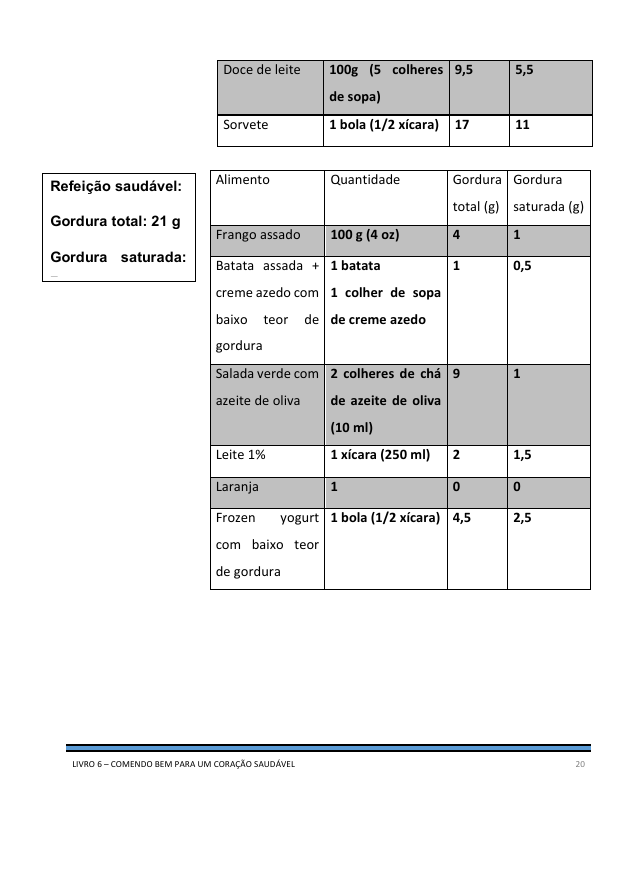 Doce de leite 100g (5 colheres de sopa) 9,5 5,5
Sorvete 1 bola (1/2 xícara) 17 11
Refeição saudável:
Gordura total: 21 g
Gordura saturada:
Alimento Quantidade Gordura total (g) Gordura saturada (g)
Frango assado 100 g (4 oz) 4 1
Batata assada + creme azedo com baixo teor de gordura 1 batata 1 colher de sopa de creme azedo 1 0,5
Salada verde com azeite de oliva 2 colheres de chá de azeite de oliva (10 ml) 9 1
Leite 1% 1 xícara (250 ml) 2 1,5
Laranja 1 0 0
Frozen yogurt com baixo teor de gordura 1 bola (1/2 xícara) 4,5 2,5
LIVRO 6 – COMENDO BEM PARA UM CORAÇÃO SAUDÁVEL 20